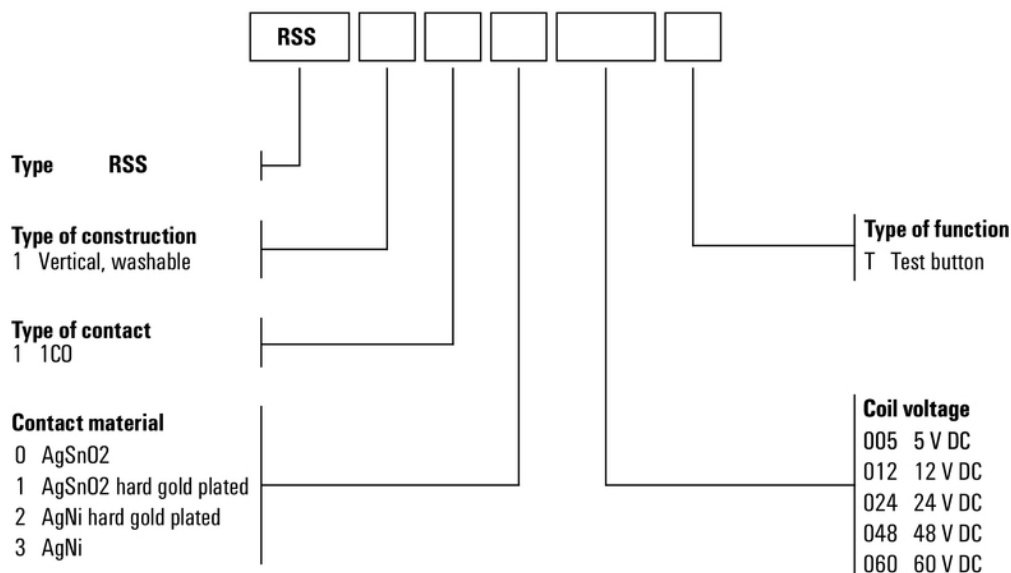 RSS
Type RSS
Type of construction
1 Vertical, washable
Type of contact
1 1CO
Contact material
0 AgSnO2
1 AgSnO2 hard gold plated
2 AgNi hard gold plated
3 AgNi
Type of function
T Test button
Coil voltage
005 5 V DC
012 12 V DC
024 24 V DC
048 48 V DC
060 60 V DC